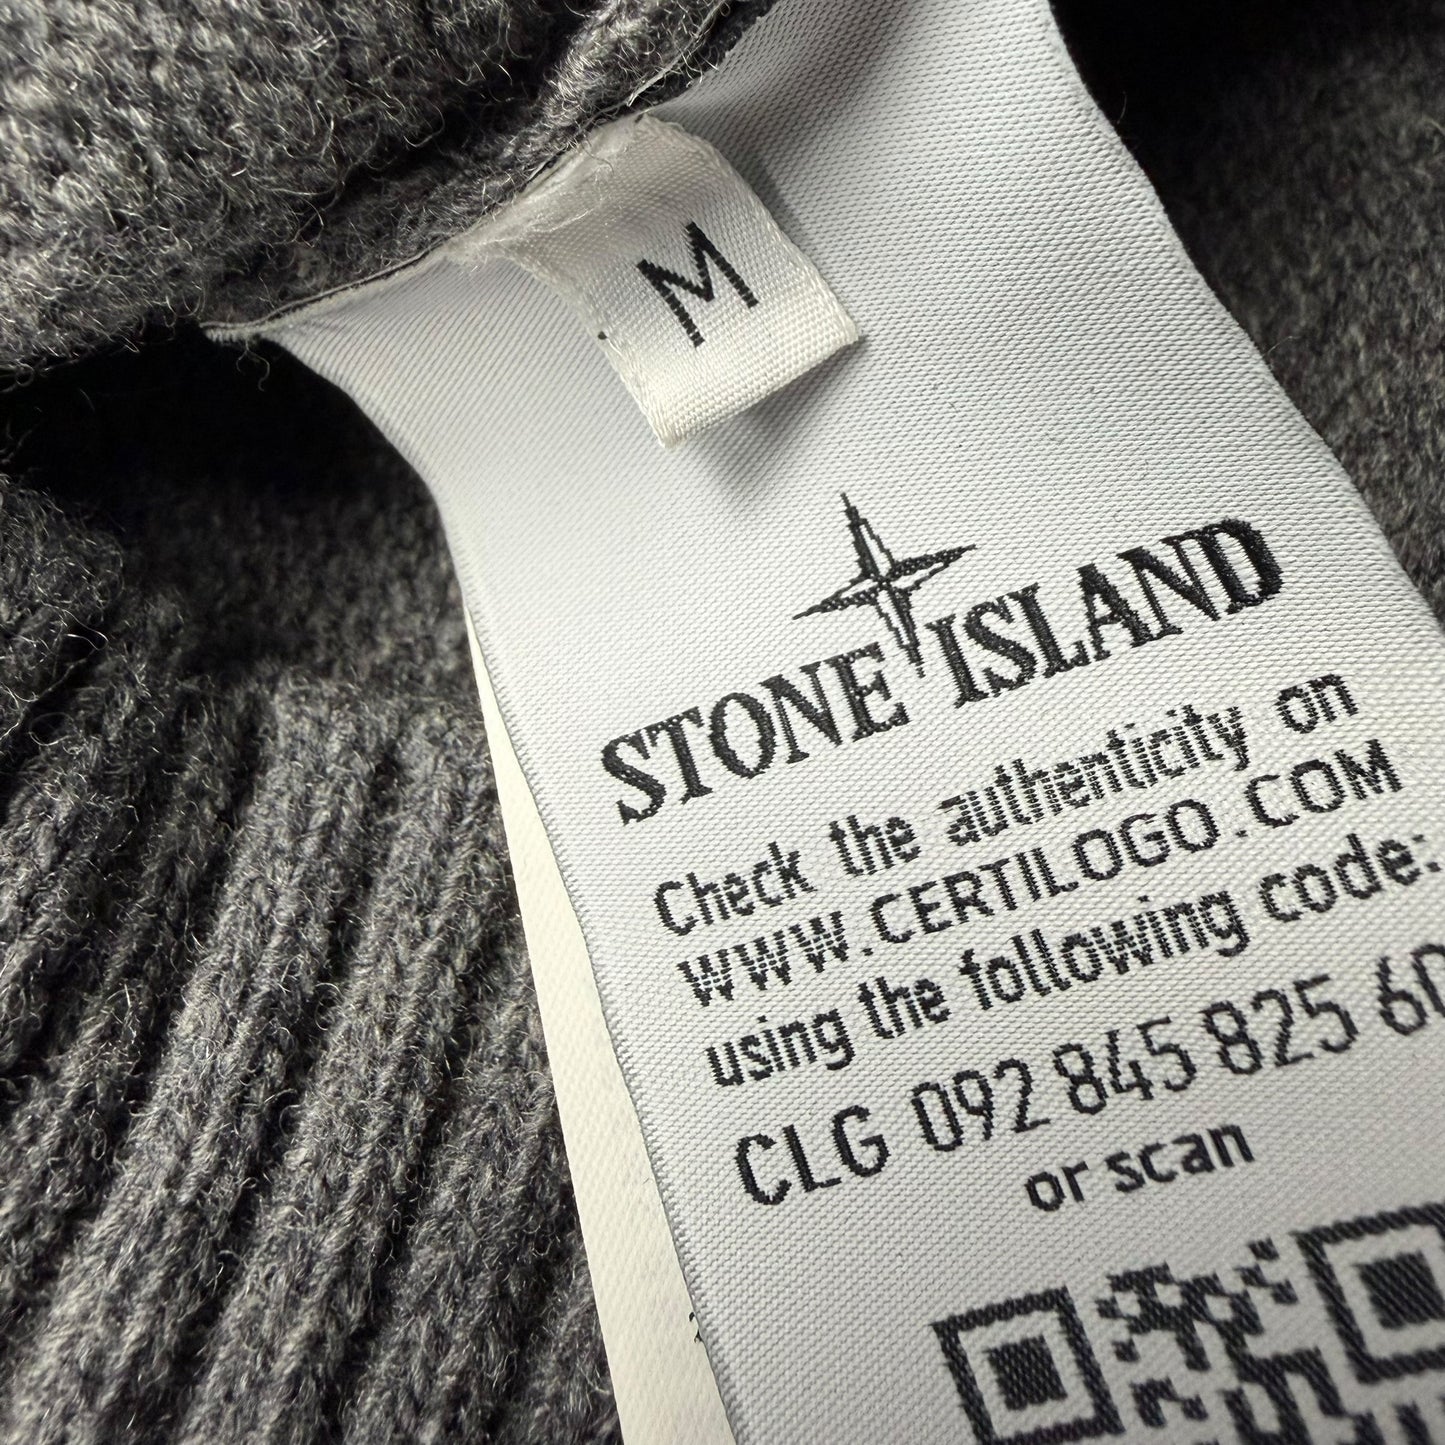 M
STONE ISLAND
Check the authenticity on
WWW.CERTILOGO.COM
using the following code:
CLG 092 845 825 60
or scan